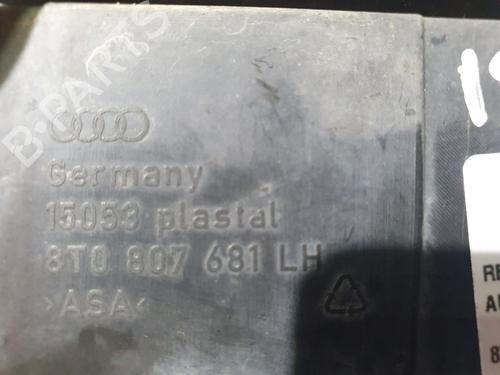 B-PARTS
Germany
15053 plastal
8T0 807 681 LH
>ASA<